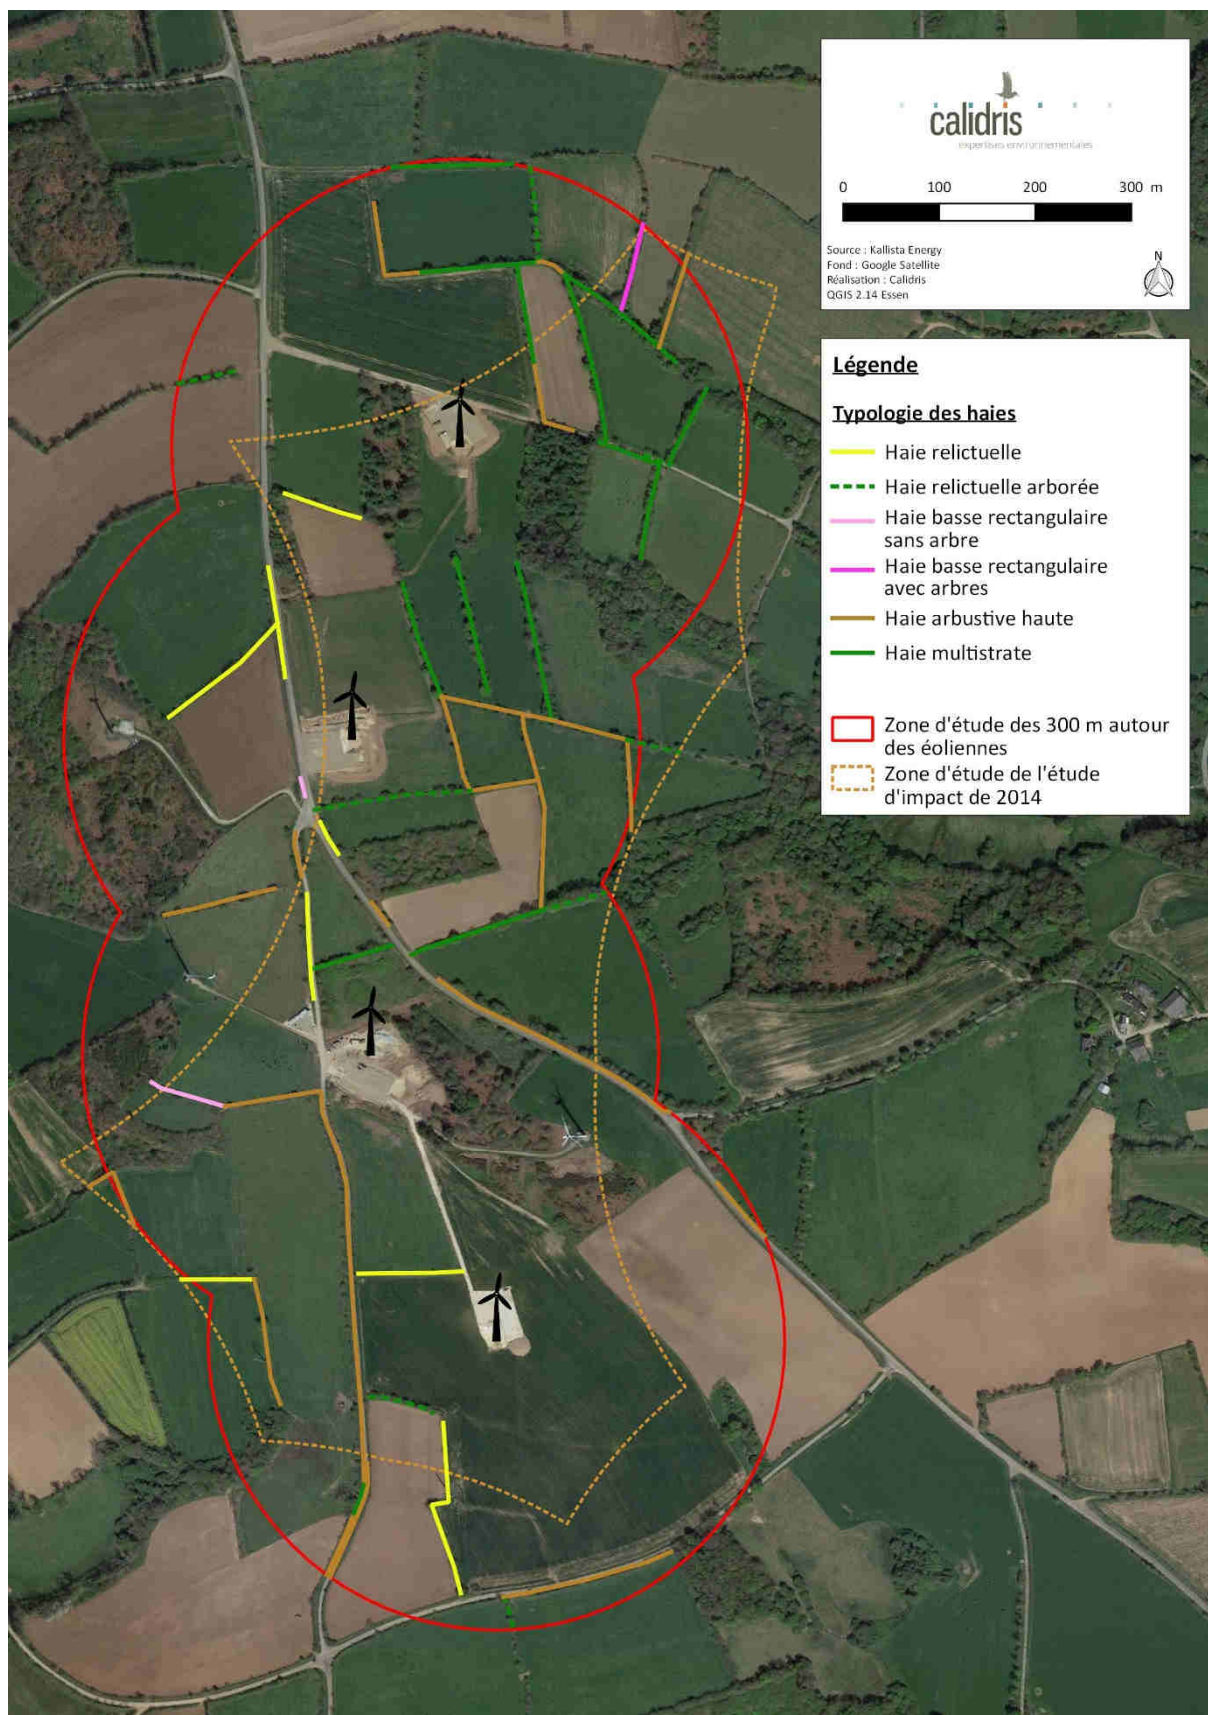 calidris
expertises environnementales
0 100 200 300 m
Source : Kallista Energy
Fond : Google Satellite
Réalisation : Calidris
QGIS 2.14 Essen
N
Légende
Typologie des haies
Haie relictuelle
Haie relictuelle arborée
Haie basse rectangulaire
sans arbre
Haie basse rectangulaire
avec arbres
Haie arbustive haute
Haie multistrate
Zone d'étude des 300 m autour
des éoliennes
Zone d'étude de l'étude
d'impact de 2014